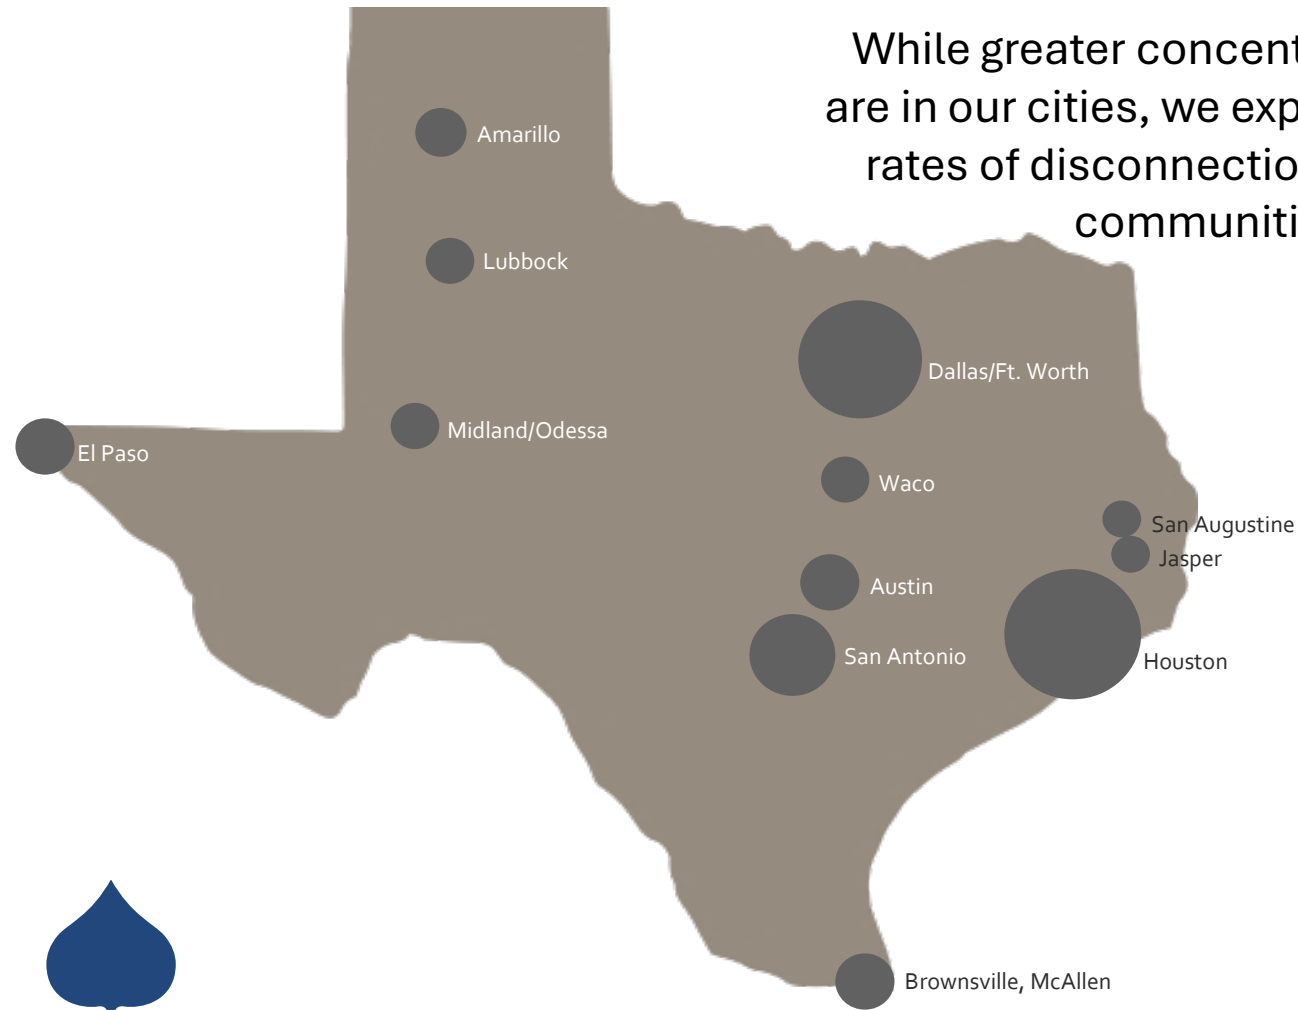 While greater concent
are in our cities, we exp
rates of disconnectio
communiti
Amarillo
Lubbock
Dallas/Ft. Worth
Midland/Odessa
El Paso
Waco
San Augustine
Jasper
Austin
San Antonio
Houston
Brownsville, McAllen